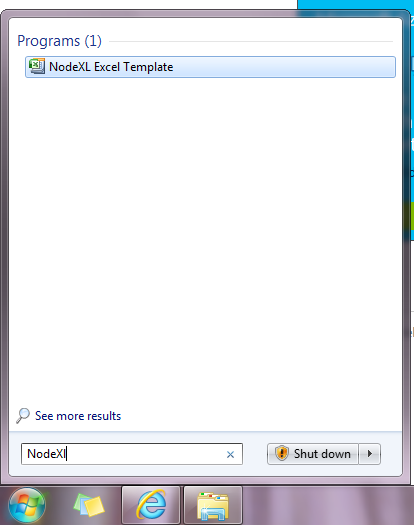 Programs (1)
NodeXL Excel Template
See more results
NodeXl
Shut down